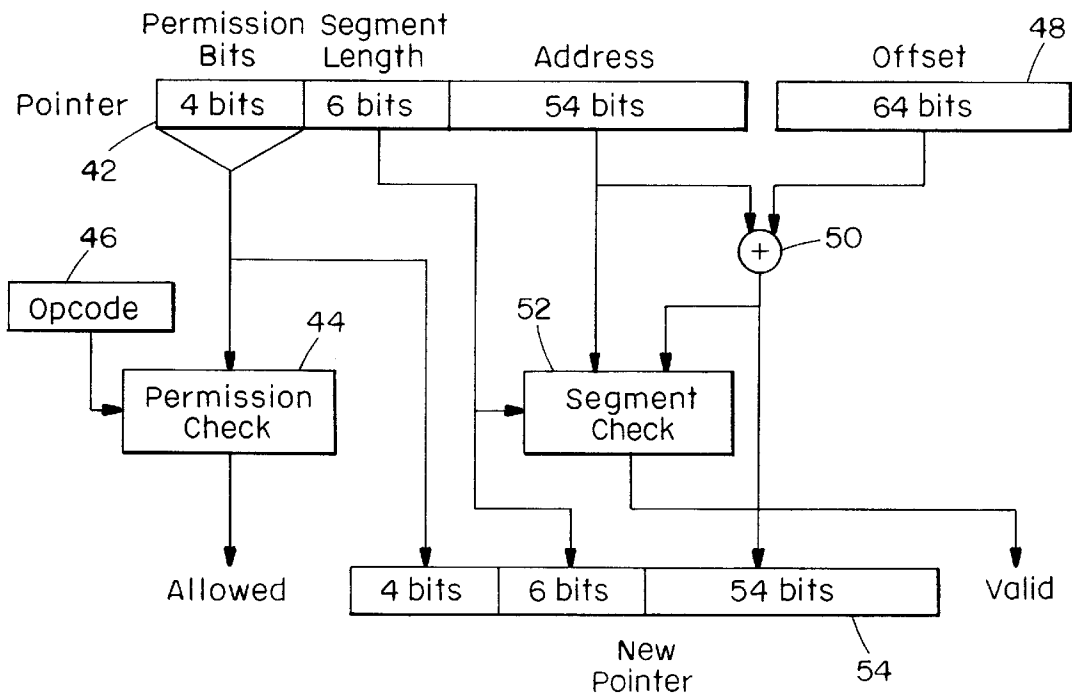 Permission Segment
Bits Length Address Offset 48
Pointer 4 bits 6 bits 54 bits 64 bits
42
46 50
+
Opcode 52
44
Permission
Check
Segment
Check
Allowed 4 bits 6 bits 54 bits Valid
New
Pointer
54